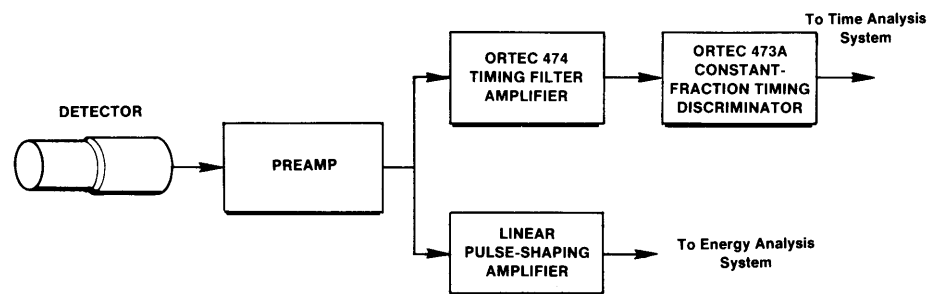 To Time Analysis
System
ORTEC 474
TIMING FILTER
AMPLIFIER
ORTEC 473A
CONSTANT-
FRACTION TIMING
DISCRIMINATOR
DETECTOR
PREAMP
LINEAR
PULSE-SHAPING
AMPLIFIER
To Energy Analysis
System